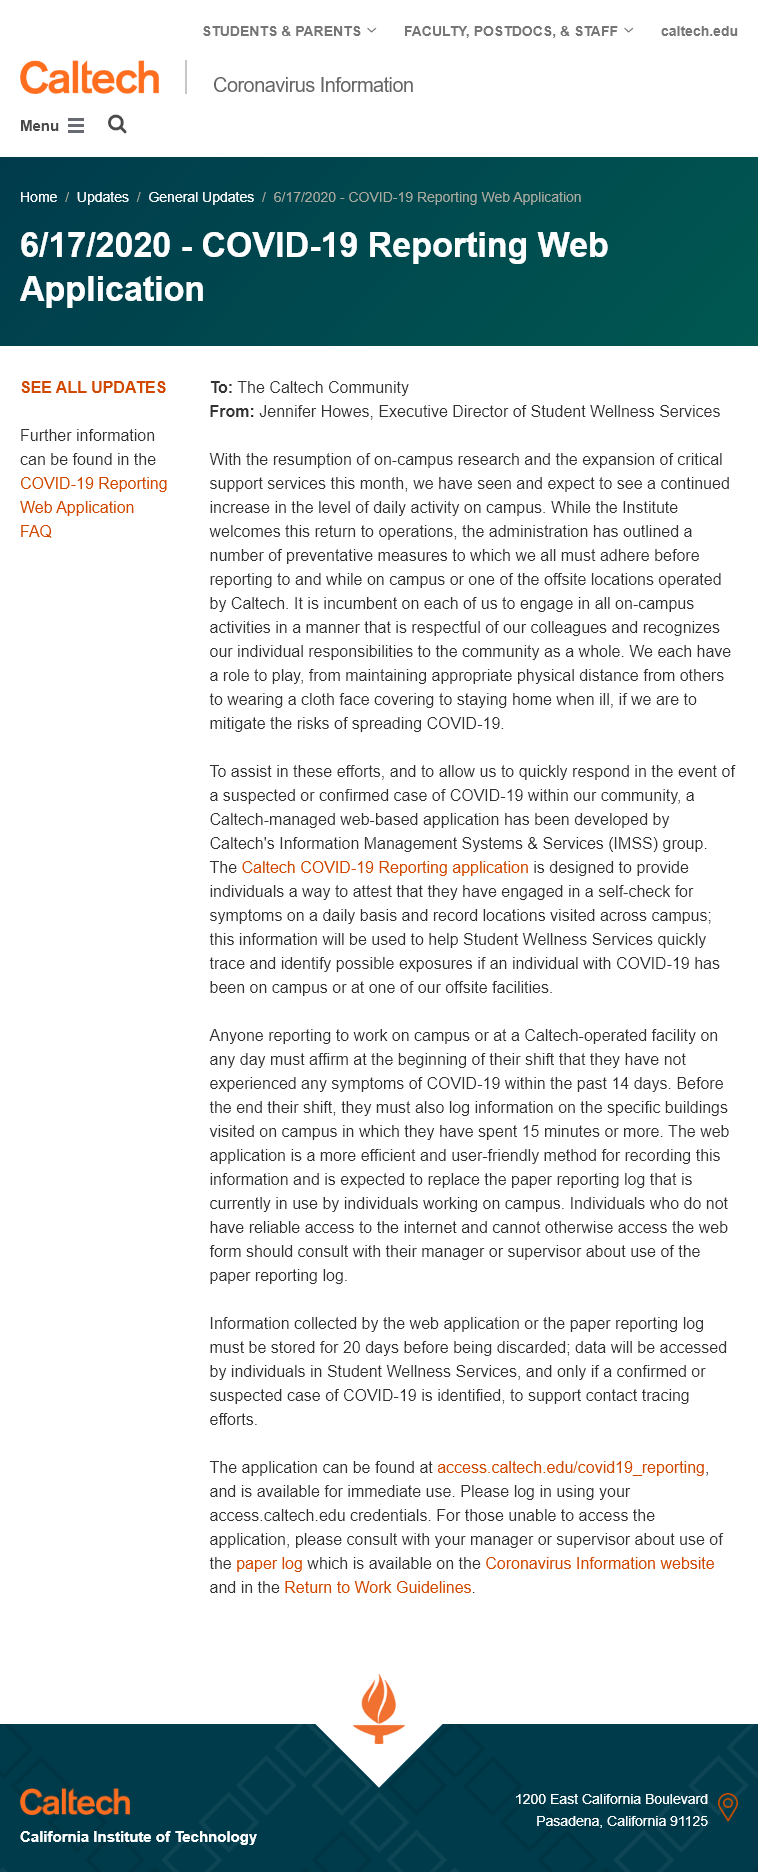 STUDENTS & PARENTS
FACULTY, POSTDOCS, & STAFF
caltech.edu
Caltech
Coronavirus Information
Menu
Home / Updates / General Updates / 6/17/2020 - COVID-19 Reporting Web Application
6/17/2020 - COVID-19 Reporting Web
Application
SEE ALL UPDATES
Further information
can be found in the
COVID-19 Reporting
Web Application
FAQ
To: The Caltech Community
From: Jennifer Howes, Executive Director of Student Wellness Services
With the resumption of on-campus research and the expansion of critical
support services this month, we have seen and expect to see a continued
increase in the level of daily activity on campus. While the Institute
welcomes this return to operations, the administration has outlined a
number of preventative measures to which we all must adhere before
reporting to and while on campus or one of the offsite locations operated
by Caltech. It is incumbent on each of us to engage in all on-campus
activities in a manner that is respectful of our colleagues and recognizes
our individual responsibilities to the community as a whole. We each have
a role to play, from maintaining appropriate physical distance from others
to wearing a cloth face covering to staying home when ill, if we are to
mitigate the risks of spreading COVID-19.
To assist in these efforts, and to allow us to quickly respond in the event of
a suspected or confirmed case of COVID-19 within our community, a
Caltech-managed web-based application has been developed by
Caltech's Information Management Systems & Services (IMSS) group.
The Caltech COVID-19 Reporting application is designed to provide
individuals a way to attest that they have engaged in a self-check for
symptoms on a daily basis and record locations visited across campus;
this information will be used to help Student Wellness Services quickly
trace and identify possible exposures if an individual with COVID-19 has
been on campus or at one of our offsite facilities.
Anyone reporting to work on campus or at a Caltech-operated facility on
any day must affirm at the beginning of their shift that they have not
experienced any symptoms of COVID-19 within the past 14 days. Before
the end their shift, they must also log information on the specific buildings
visited on campus in which they have spent 15 minutes or more. The web
application is a more efficient and user-friendly method for recording this
information and is expected to replace the paper reporting log that is
currently in use by individuals working on campus. Individuals who do not
have reliable access to the internet and cannot otherwise access the web
form should consult with their manager or supervisor about use of the
paper reporting log.
Information collected by the web application or the paper reporting log
must be stored for 20 days before being discarded; data will be accessed
by individuals in Student Wellness Services, and only if a confirmed or
suspected case of COVID-19 is identified, to support contact tracing
efforts.
The application can be found at access.caltech.edu/covid19_reporting,
and is available for immediate use. Please log in using your
access.caltech.edu credentials. For those unable to access the
application, please consult with your manager or supervisor about use of
the paper log which is available on the Coronavirus Information website
and in the Return to Work Guidelines.
Caltech
California Institute of Technology
1200 East California Boulevard
Pasadena, California 91125